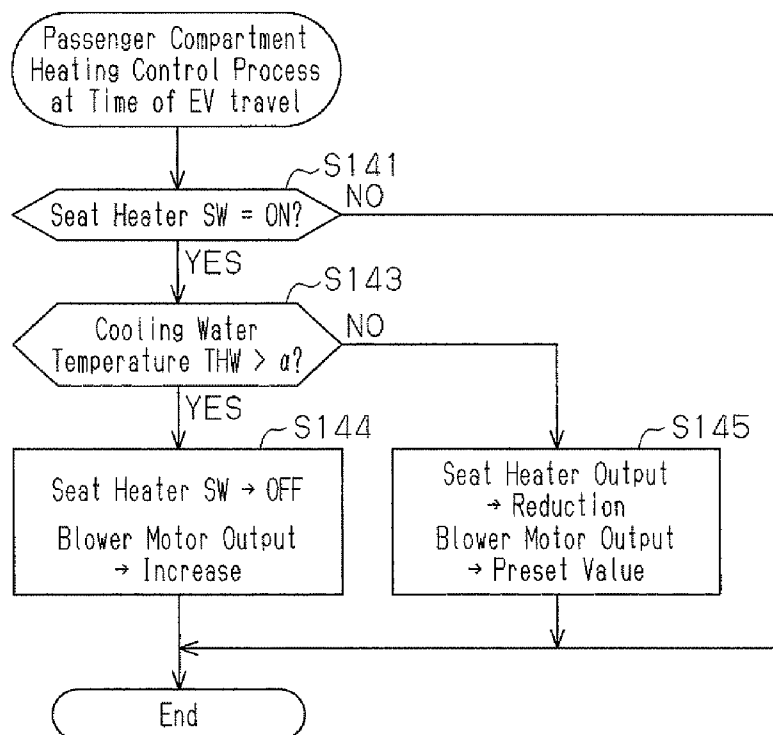 Passenger Compartment
Heating Control Process
at Time of EV travel
S141
Seat Heater SW = ON?
NO
YES
S143
Cooling Water
Temperature THW > α?
NO
YES
S144
Seat Heater SW → OFF
Blower Motor Output
→ Increase
S145
Seat Heater Output
→ Reduction
Blower Motor Output
→ Preset Value
End